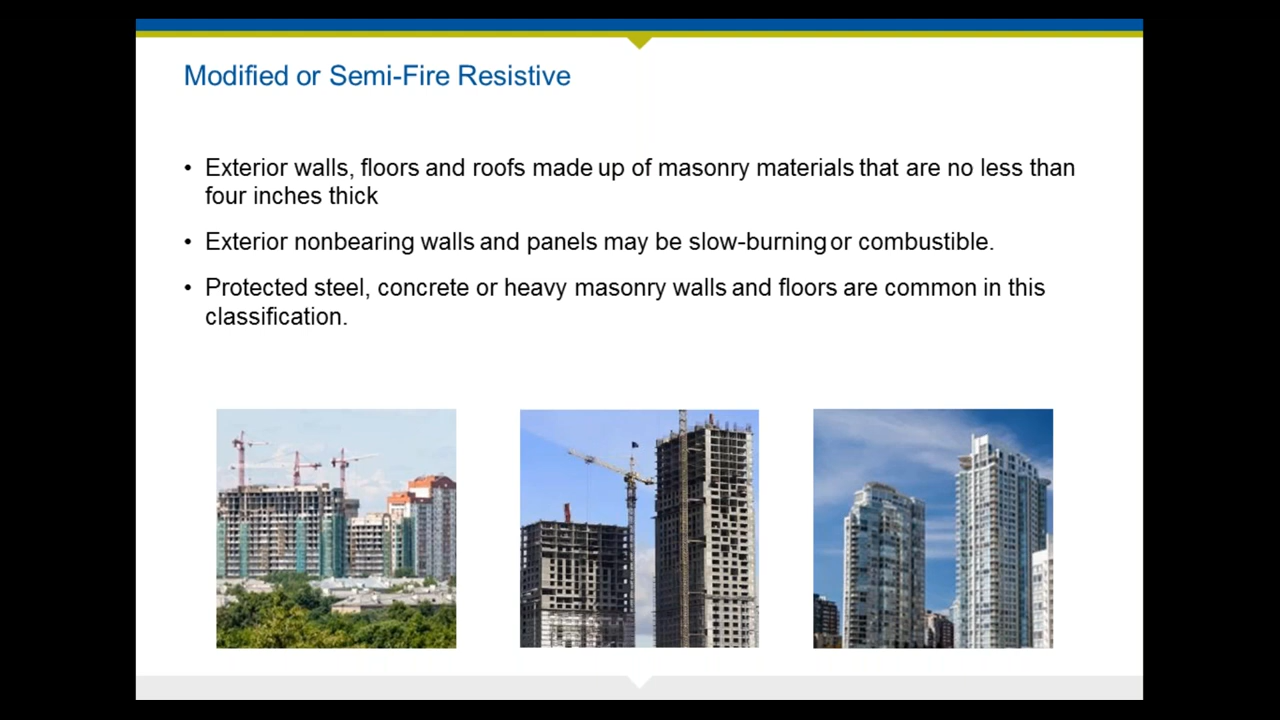 Modified or Semi-Fire Resistive
• Exterior walls, floors and roofs made up of masonry materials that are no less than
four inches thick
• Exterior nonbearing walls and panels may be slow-burning or combustible.
• Protected steel, concrete or heavy masonry walls and floors are common in this
classification.